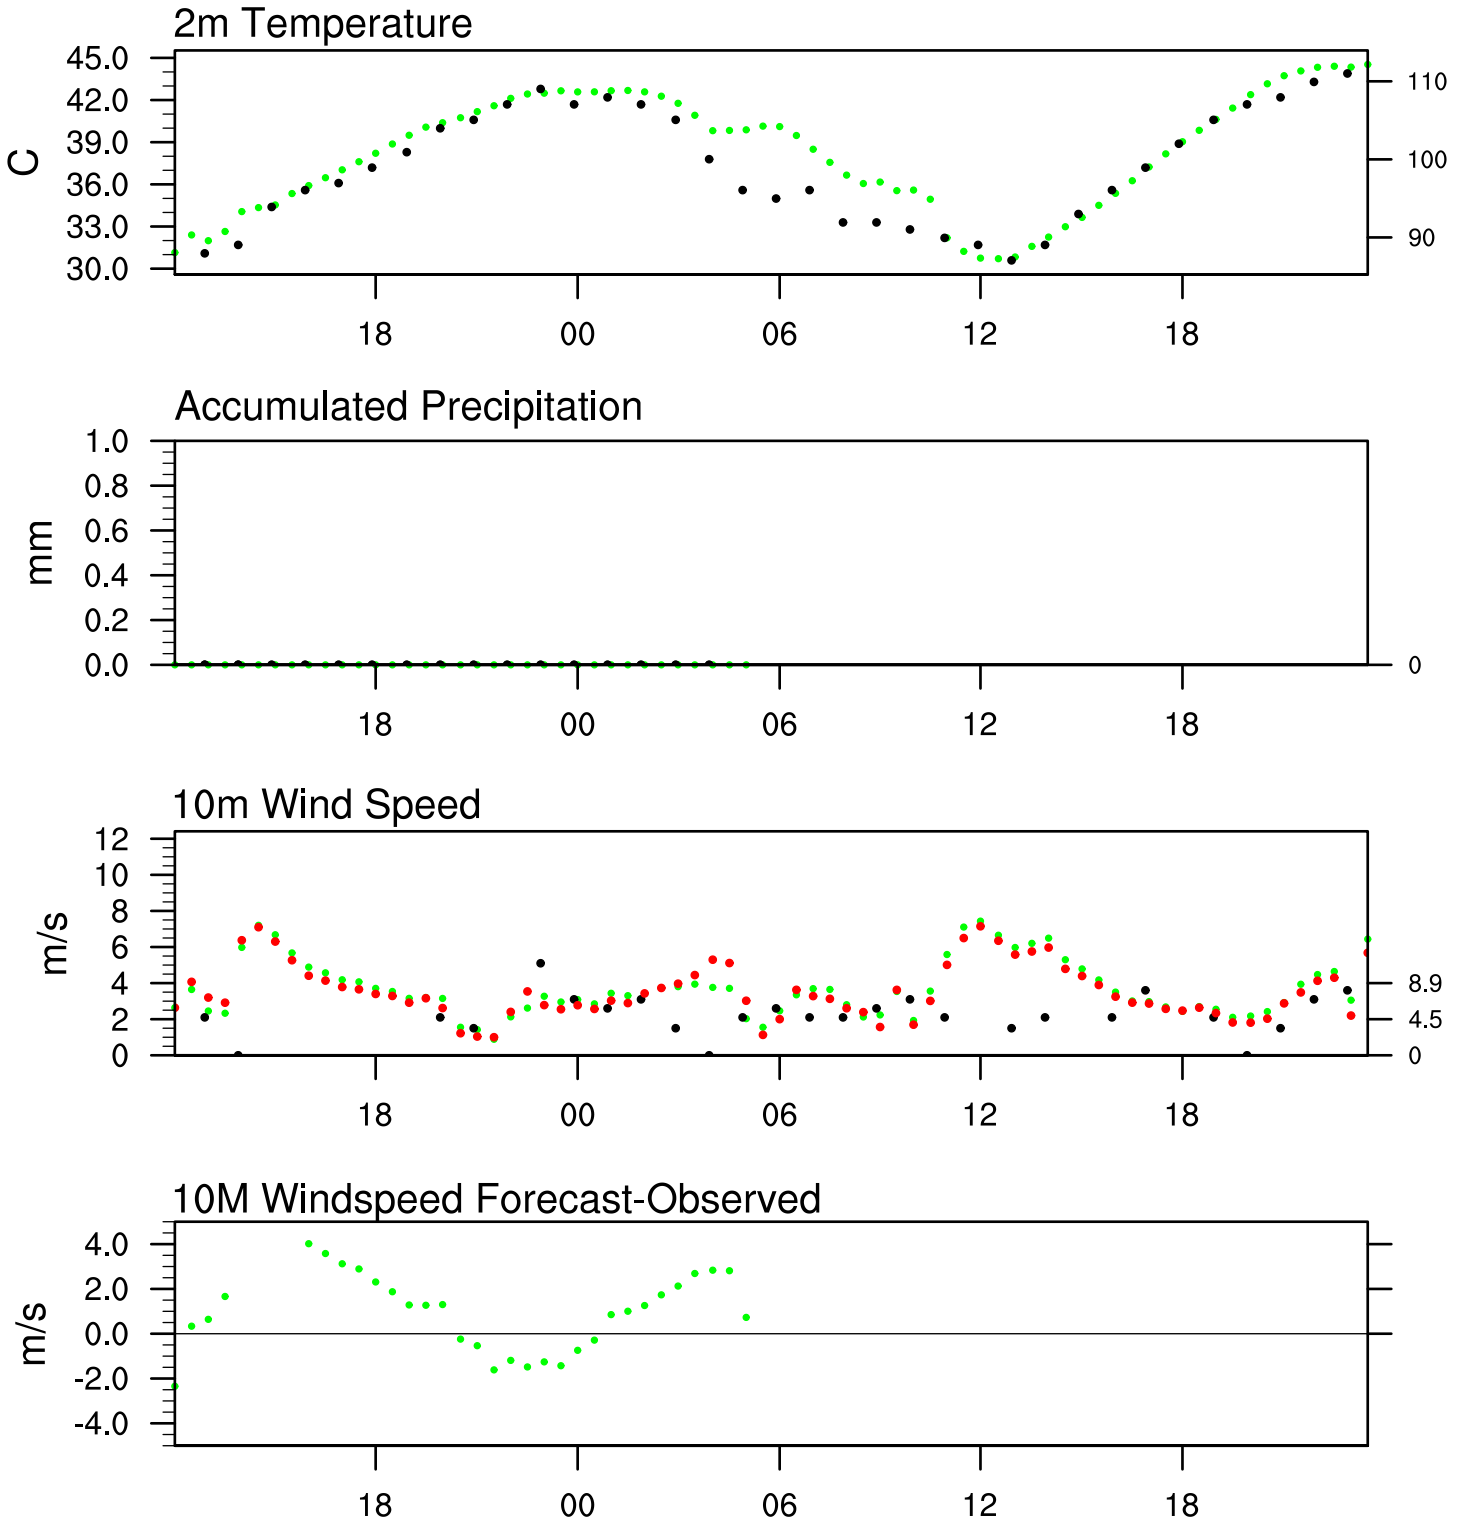 2m Temperature
45.0
42.0
39.0
36.0
33.0
30.0
C
110
100
90
18 00 06 12 18
Accumulated Precipitation
1.0
0.8
0.6
0.4
0.2
0.0
mm
0
18 00 06 12 18
10m Wind Speed
12
10
8
6
4
2
0
m/s
8.9
4.5
0
18 00 06 12 18
10M Windspeed Forecast-Observed
4.0
2.0
0.0
-2.0
-4.0
m/s
18 00 06 12 18